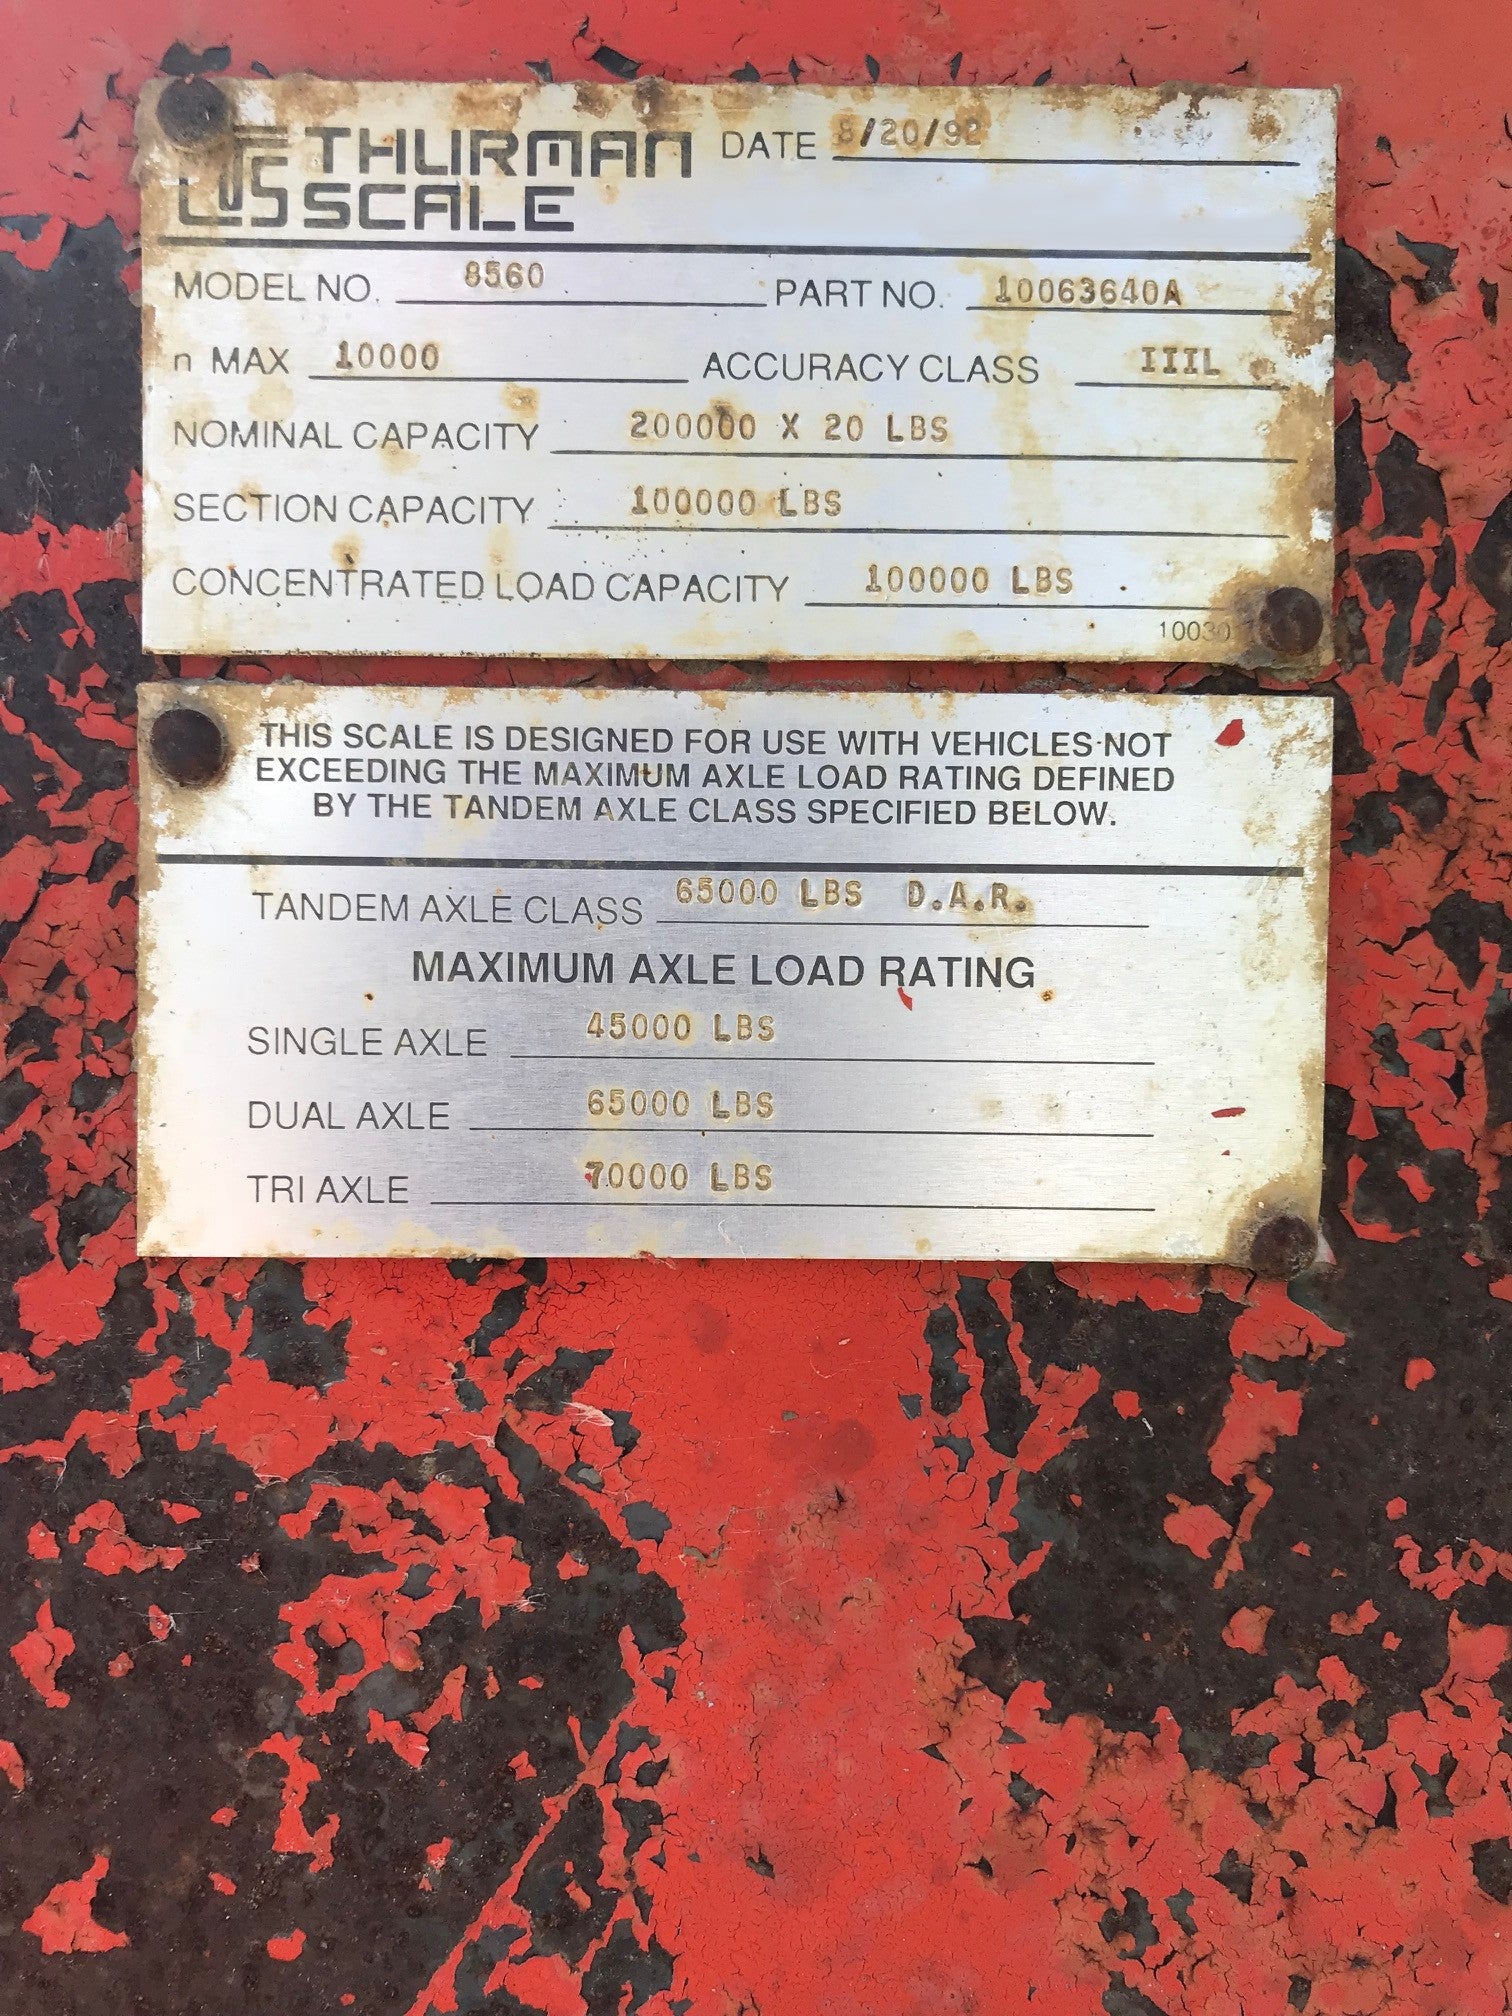 THURMAN DATE 8/20/92
SCALE
MODEL NO. 8560 PART NO. 10063640A
n MAX 10000 ACCURACY CLASS IIIL
NOMINAL CAPACITY 200000 X 20 LBS
SECTION CAPACITY 100000 LBS
CONCENTRATED LOAD CAPACITY 100000 LBS
THIS SCALE IS DESIGNED FOR USE WITH VEHICLES NOT
EXCEEDING THE MAXIMUM AXLE LOAD RATING DEFINED
BY THE TANDEM AXLE CLASS SPECIFIED BELOW.
TANDEM AXLE CLASS 65000 LBS D.A.R.
MAXIMUM AXLE LOAD RATING
SINGLE AXLE 45000 LBS
DUAL AXLE 65000 LBS
TRI AXLE 70000 LBS